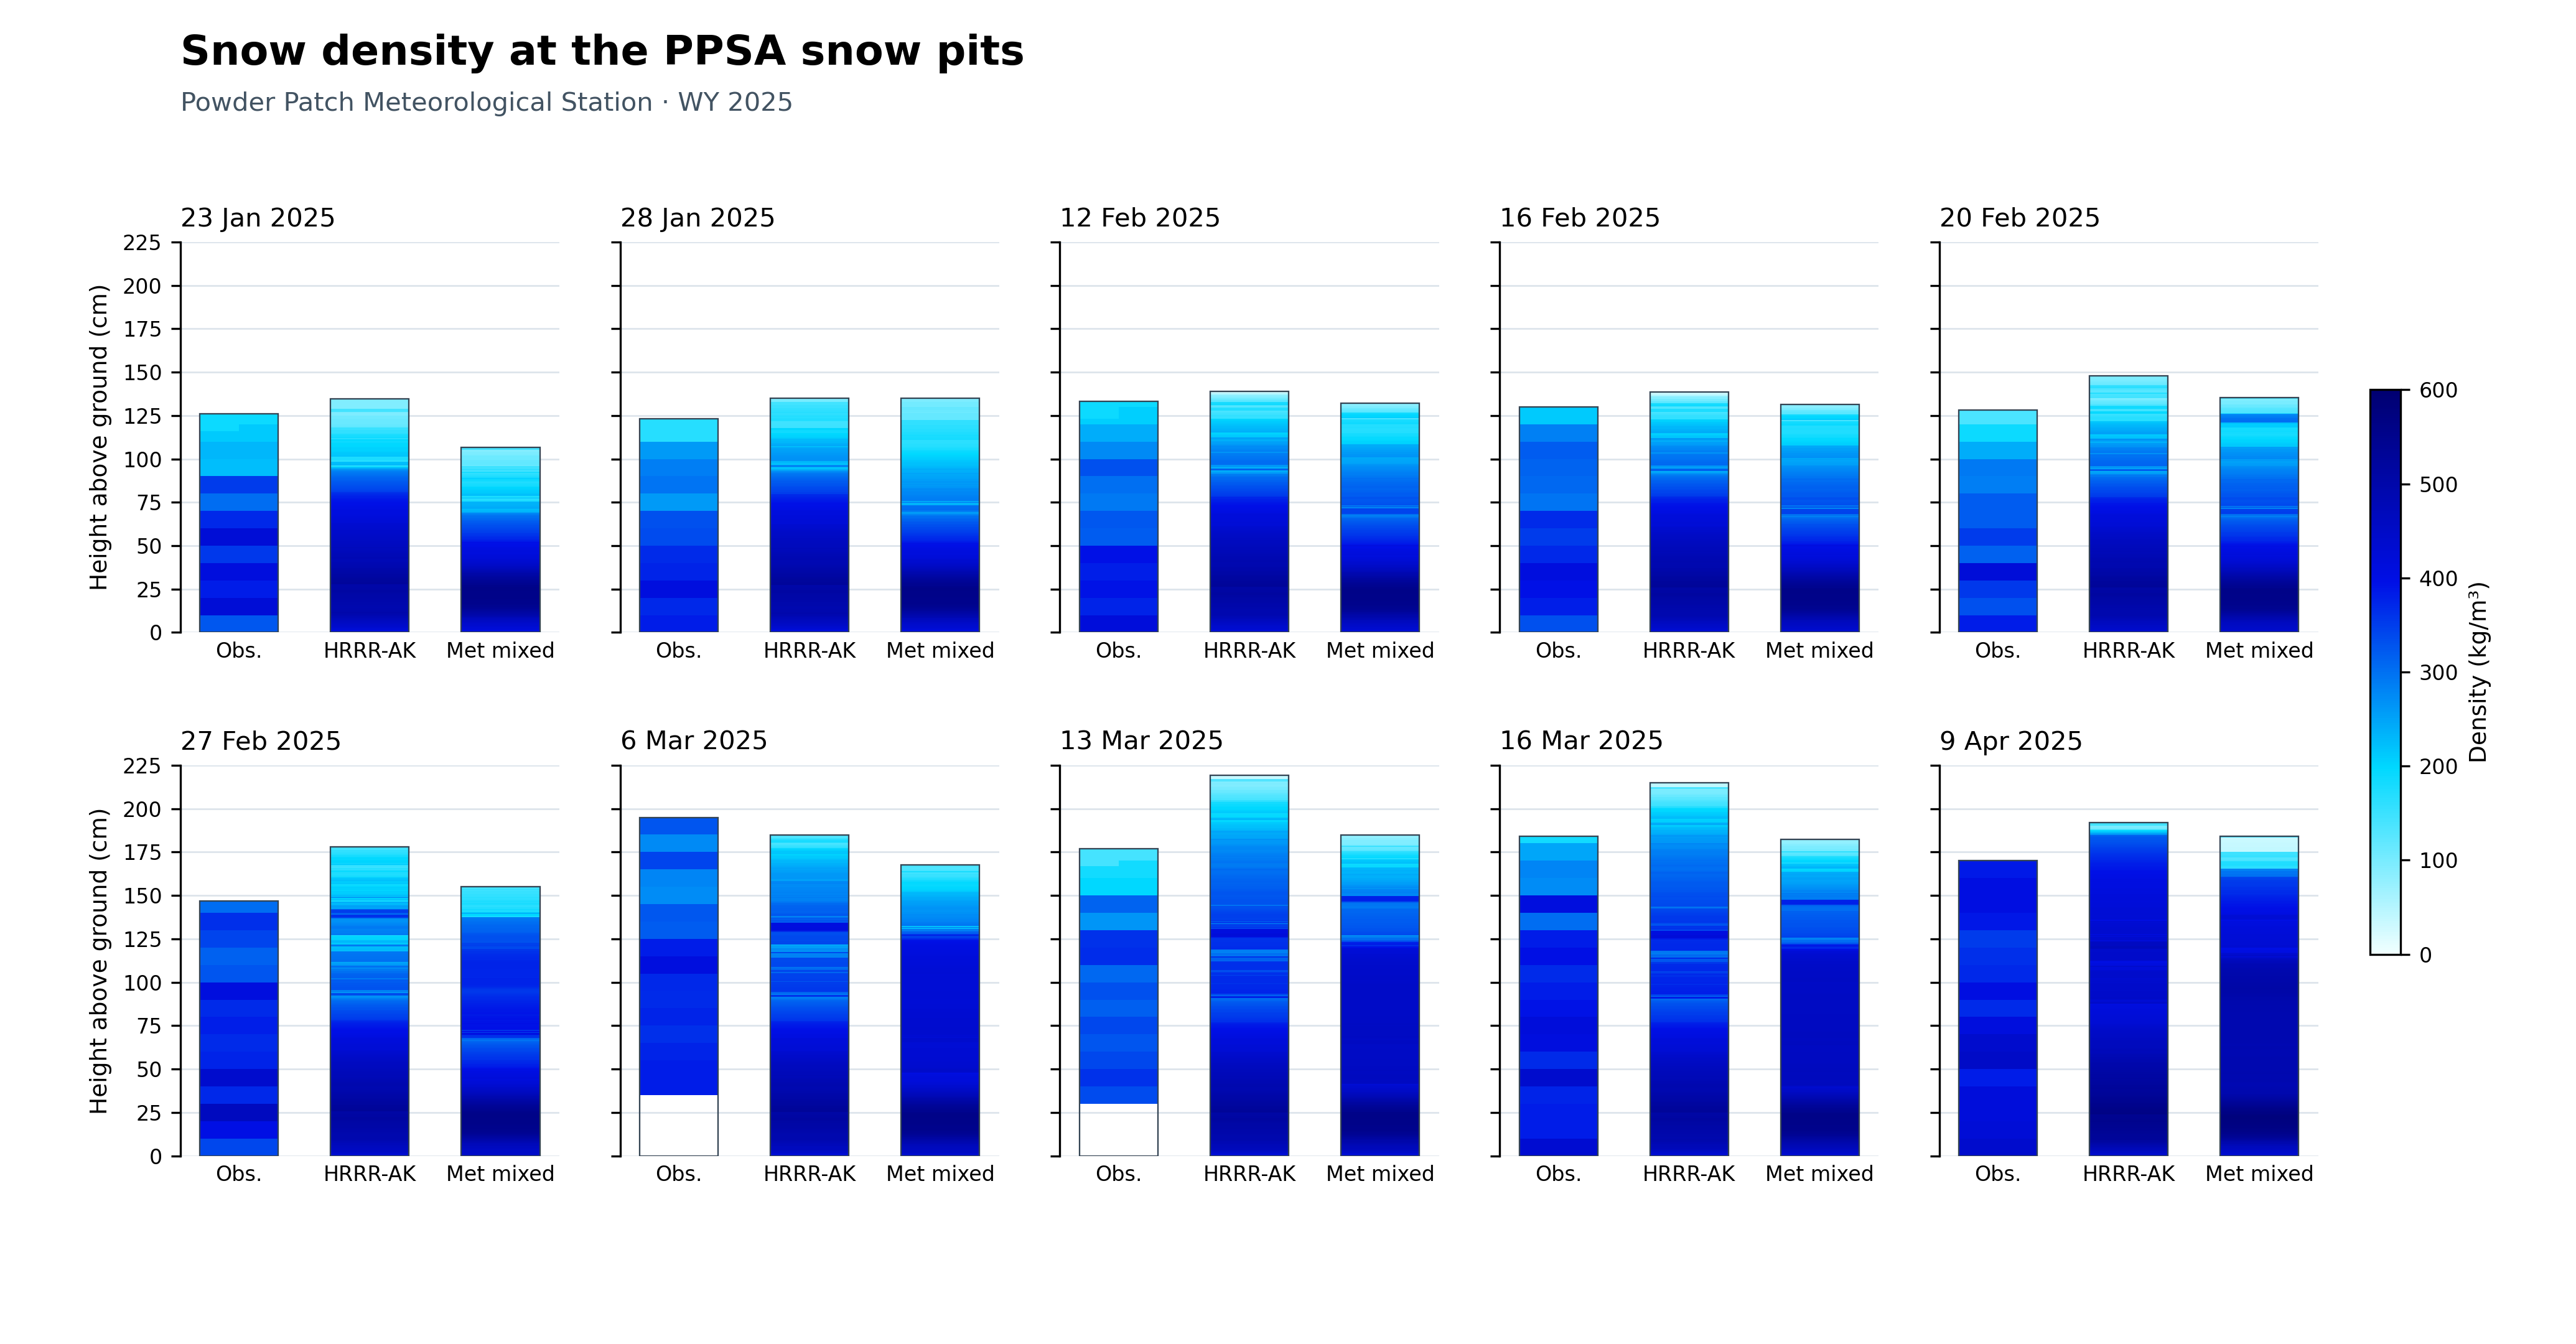 Snow density at the PPSA snow pits
Powder Patch Meteorological Station · WY 2025
23 Jan 2025
28 Jan 2025
12 Feb 2025
16 Feb 2025
20 Feb 2025
Height above ground (cm)
225
200
175
150
125
100
75
50
25
0
Obs. HRRR-AK Met mixed
Obs. HRRR-AK Met mixed
Obs. HRRR-AK Met mixed
Obs. HRRR-AK Met mixed
Obs. HRRR-AK Met mixed
27 Feb 2025
6 Mar 2025
13 Mar 2025
16 Mar 2025
9 Apr 2025
Height above ground (cm)
225
200
175
150
125
100
75
50
25
0
Obs. HRRR-AK Met mixed
Obs. HRRR-AK Met mixed
Obs. HRRR-AK Met mixed
Obs. HRRR-AK Met mixed
Obs. HRRR-AK Met mixed
600
500
400
300
200
100
0
Density (kg/m³)